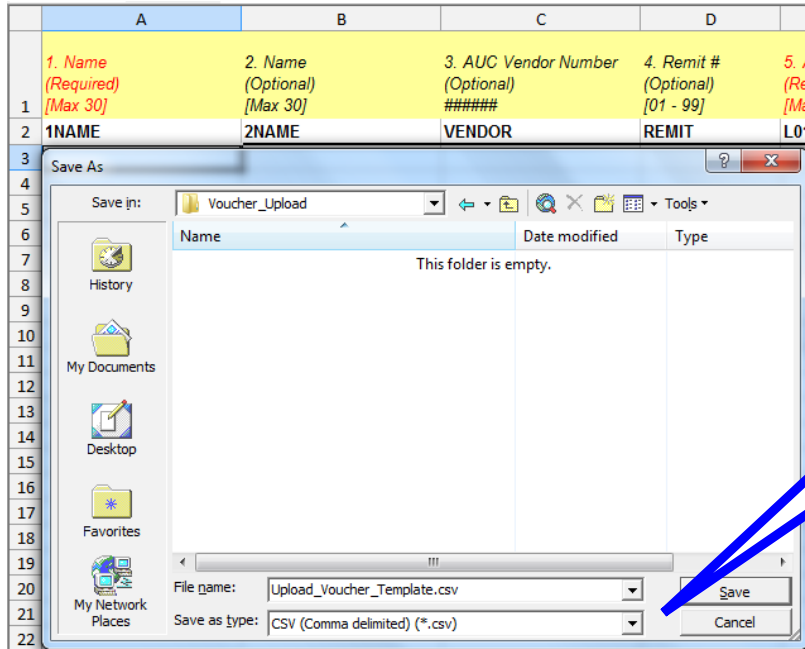 A B C D
1. Name 2. Name 3. AUC Vendor Number 4. Remit # 5.
(Required) (Optional) (Optional) (Optional) (Re
1 [Max 30] [Max 30] ###### [01 - 99] [Ma
2 1NAME 2NAME VENDOR REMIT L0
3 Save As
4
5 Save in: Voucher_Upload Tools
6 Name Date modified Type
7 This folder is empty.
8 History
9
10
11 My Documents
12
13
14 Desktop
15
16
17
18 Favorites
19
20 File name: Upload_Voucher_Template.csv Save
21 My Network Places Save as type: CSV (Comma delimited) (*.csv) Cancel
22